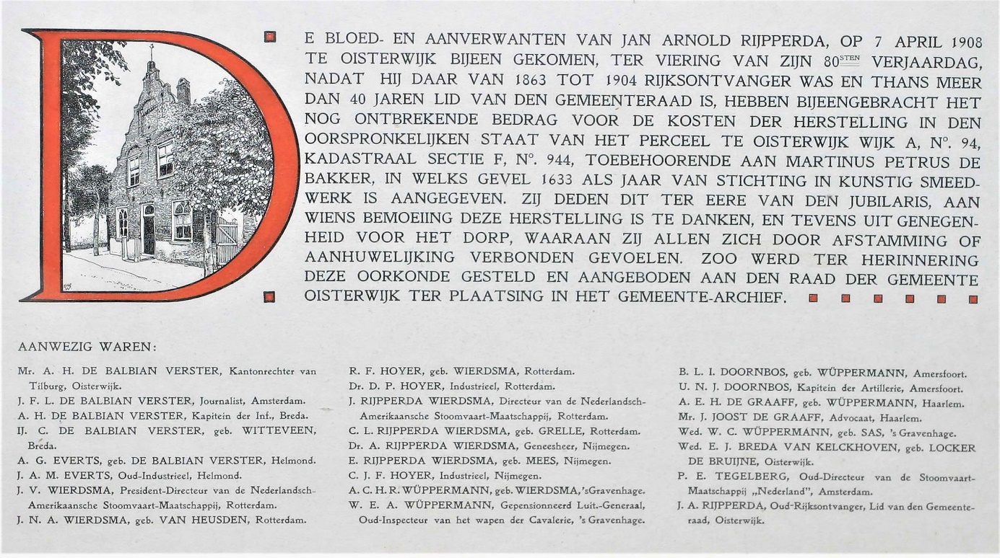 DE BLOED- EN AANVERWANTEN VAN JAN ARNOLD RIJPPERDA, OP 7 APRIL 1908
TE OISTERWIJK BIJEEN GEKOMEN, TER VIERING VAN ZIJN 80STEN VERJAARDAG,
NADAT HIJ DAAR VAN 1863 TOT 1904 RIJKSONTVANGER WAS EN THANS MEER
DAN 40 JAREN LID VAN DEN GEMEENTERAAD IS, HEBBEN BIJEENGEBRACHT HET
NOG ONTBREKENDE BEDRAG VOOR DE KOSTEN DER HERSTELLING IN DEN
OORSPRONKELIJKEN STAAT VAN HET PERCEEL TE OISTERWIJK WIJK A, No. 94,
KADASTRAAL SECTIE F, No. 944, TOEBEHOORENDE AAN MARTINUS PETRUS DE
BAKKER, IN WELKS GEVEL 1633 ALS JAAR VAN STICHTING IN KUNSTIG SMEED-
WERK IS AANGEGEVEN. ZIJ DEDEN DIT TER EERE VAN DEN JUBILARIS, AAN
WIENS BEMOEIING DEZE HERSTELLING IS TE DANKEN, EN TEVENS UIT GENEGEN-
HEID VOOR HET DORP, WAARAAN ZIJ ALLEN ZICH DOOR AFSTAMMING OF
AANHUWELIJKING VERBONDEN GEVOELEN. ZOO WERD TER HERINNERING
DEZE OORKONDE GESTELD EN AANGEBODEN AAN DEN RAAD DER GEMEENTE
OISTERWIJK TER PLAATSING IN HET GEMEENTE-ARCHIEF.
AANWEZIG WAREN:
Mr. A. H. DE BALBIAN VERSTER, Kantonrechter van
Tilburg, Oisterwijk.
J. F. L. DE BALBIAN VERSTER, Journalist, Amsterdam.
A. H. DE BALBIAN VERSTER, Kapitein der Inf., Breda.
IJ. C. DE BALBIAN VERSTER, geb. WITTEVEEN,
Breda.
A. G. EVERTS, geb. DE BALBIAN VERSTER, Helmond.
J. A. M. EVERTS, Oud-Industrieel, Helmond.
J. V. WIERDSMA, President-Directeur van de Nederlandsch-
Amerikaansche Stoomvaart-Maatschappij, Rotterdam.
J. N. A. WIERDSMA, geb. VAN HEUSDEN, Rotterdam.
R. F. HOYER, geb. WIERDSMA, Rotterdam.
Dr. D. P. HOYER, Industrieel, Rotterdam.
J. RIJPPERDA WIERDSMA, Directeur van de Nederlandsch-
Amerikaansche Stoomvaart-Maatschappij, Rotterdam.
C. L. RIJPPERDA WIERDSMA, geb. GRELLE, Rotterdam.
Dr. A. RIJPPERDA WIERDSMA, Geneesheer, Nijmegen.
E. RIJPPERDA WIERDSMA, geb. MEES, Nijmegen.
C. J. F. HOYER, Industrieel, Nijmegen.
A. C. H. R. WÜPPERMANN, geb. WIERDSMA, 'sGravenhage.
W. E. A. WÜPPERMANN, Gepensionneerd Luit.-Generaal,
Oud-Inspecteur van het wapen der Cavalerie, 's Gravenhage.
B. L. I. DOORNBOS, geb. WÜPPERMANN, Amersfoort.
U. N. J. DOORNBOS, Kapitein der Artillerie, Amersfoort.
A. E. H. DE GRAAFF, geb. WÜPPERMANN, Haarlem.
Mr. J. JOOST DE GRAAFF, Advocaat, Haarlem.
Wed. W. C. WÜPPERMANN, geb. SAS, 's Gravenhage.
Wed. E. J. BREDA VAN KELCKHOVEN, geb. LOCKER
DE BRUIJNE, Oisterwijk.
P. E. TEGELBERG, Oud-Directeur van de Stoomvaart-
Maatschappij „Nederland", Amsterdam.
J. A. RIJPPERDA, Oud-Rijksontvanger, Lid van den Gemeente-
raad, Oisterwijk.